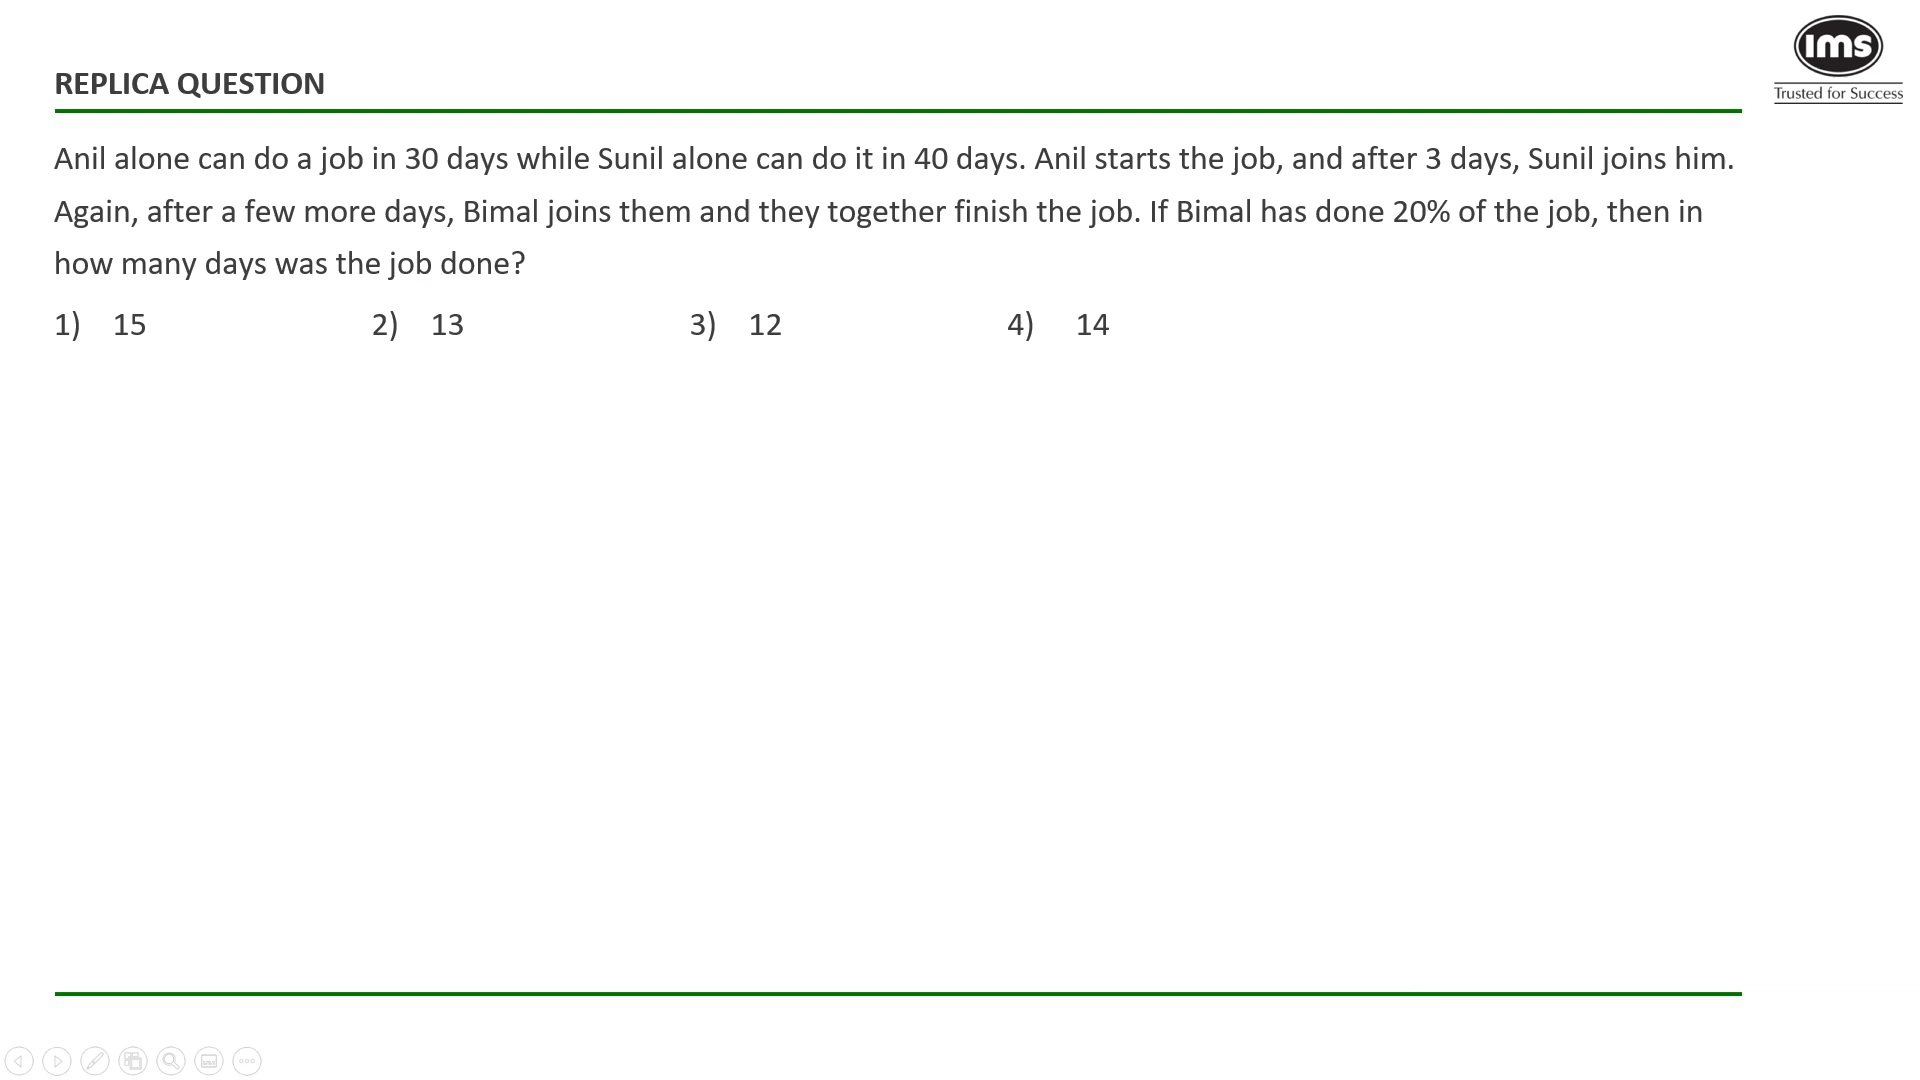 ims
Trusted for Success
REPLICA QUESTION
Anil alone can do a job in 30 days while Sunil alone can do it in 40 days. Anil starts the job, and after 3 days, Sunil joins him.
Again, after a few more days, Bimal joins them and they together finish the job. If Bimal has done 20% of the job, then in
how many days was the job done?
1) 15 2) 13 3) 12 4) 14